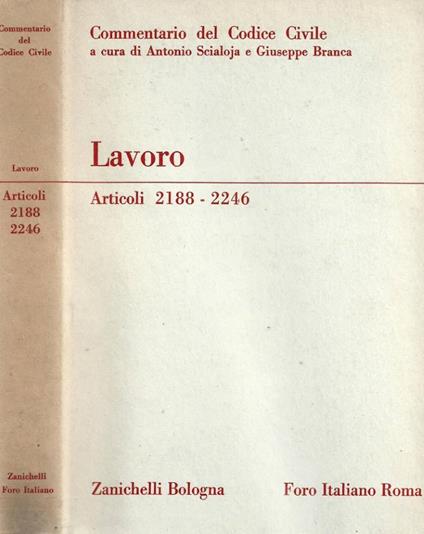 Commentario
del
Codice Civile
Lavoro
Articoli
2188
2246
Zanichelli
Foro Italiano
Commentario del Codice Civile
a cura di Antonio Scialoja e Giuseppe Branca
Lavoro
Articoli 2188 - 2246
Zanichelli Bologna Foro Italiano Roma